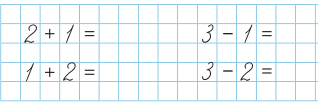 2 + 1 = 3 - 1 =
1 + 2 = 3 - 2 =